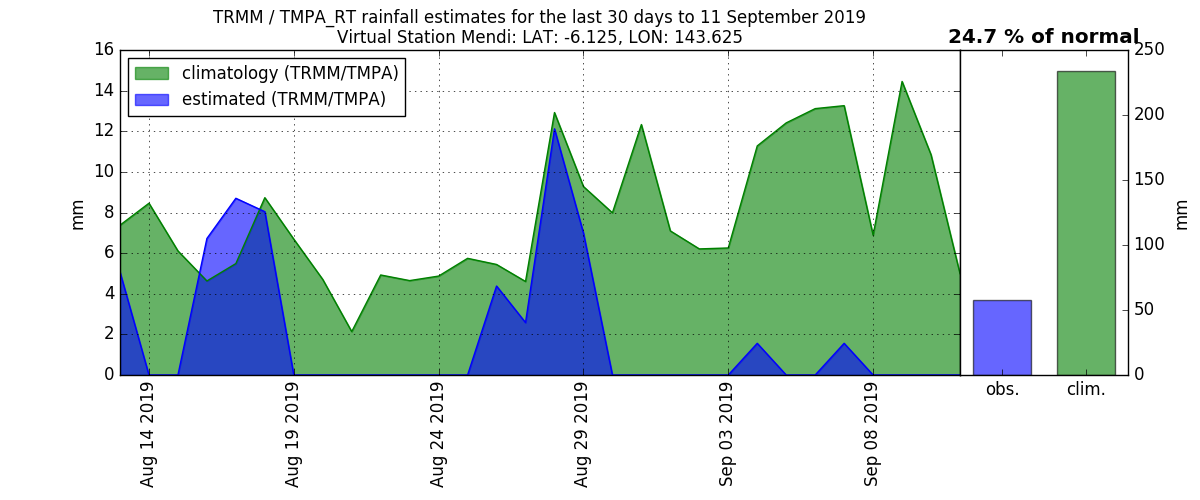 TRMM / TMPA_RT rainfall estimates for the last 30 days to 11 September 2019
Virtual Station Mendi: LAT: -6.125, LON: 143.625
24.7 % of normal
climatology (TRMM/TMPA)
estimated (TRMM/TMPA)
16
14
12
10
8
6
4
2
0
mm
Aug 14 2019
Aug 19 2019
Aug 24 2019
Aug 29 2019
Sep 03 2019
Sep 08 2019
250
200
150
100
50
0
mm
obs.
clim.